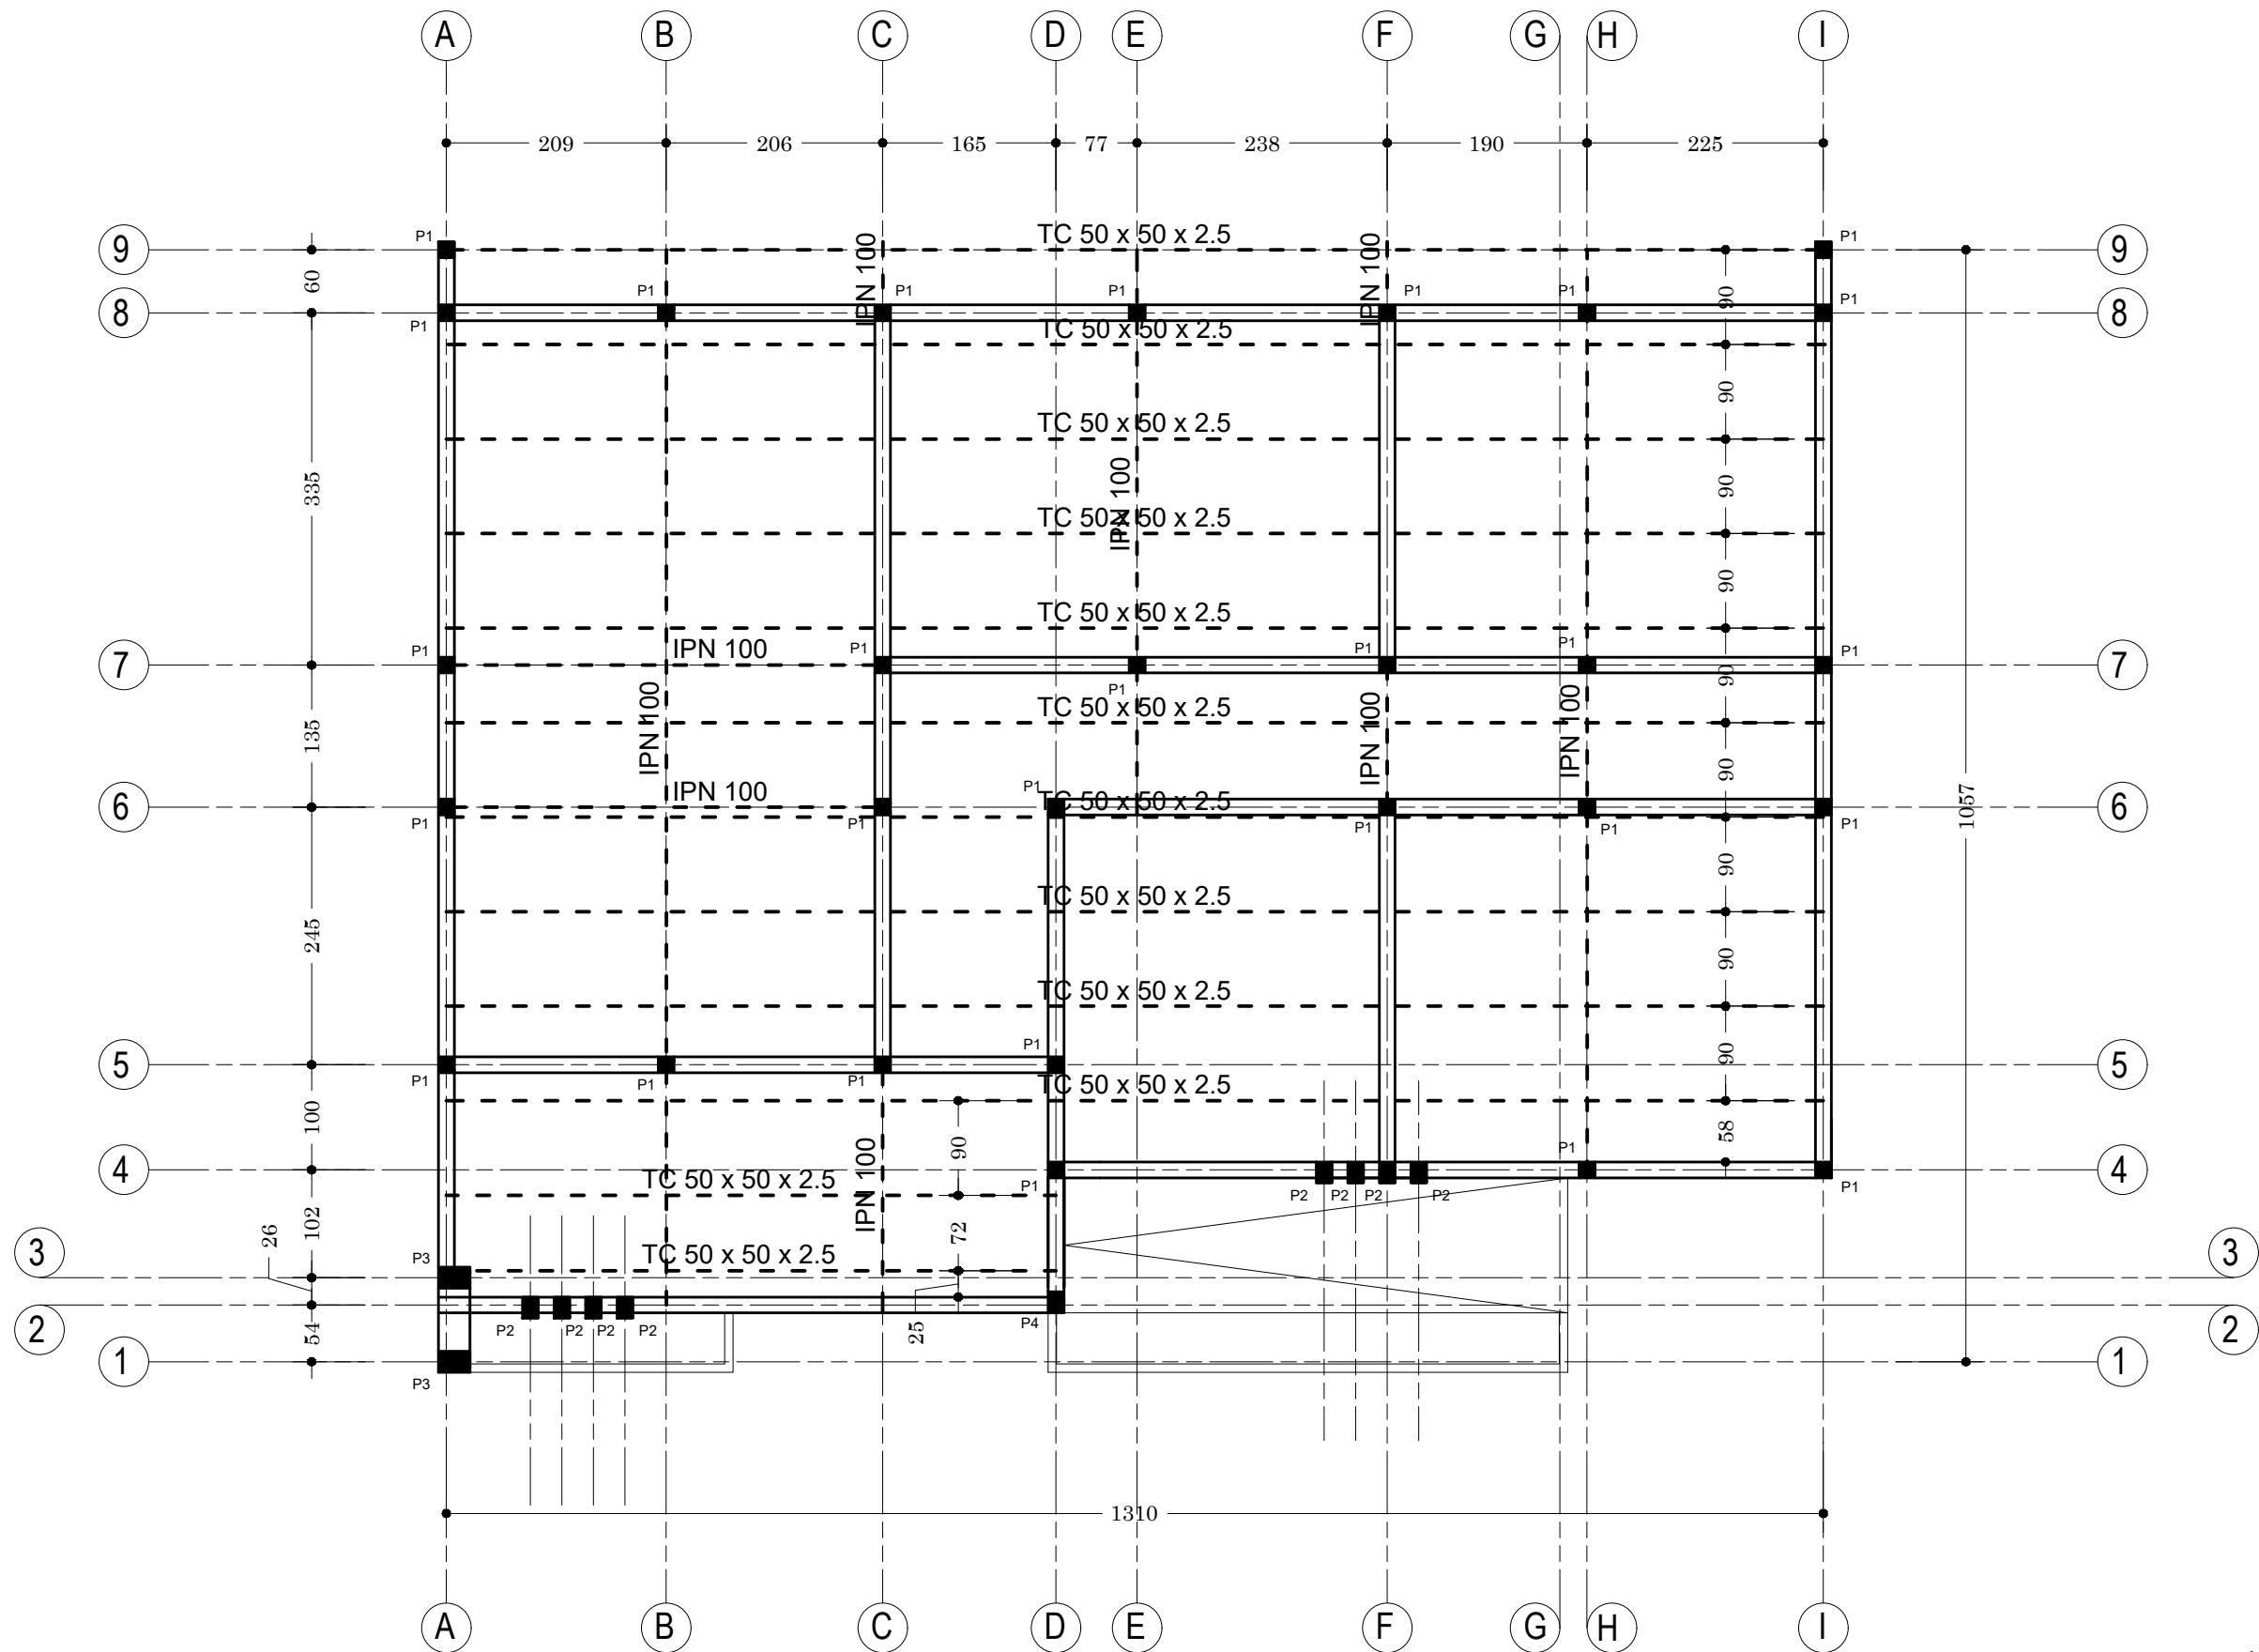 A B C D E F G H I
209 206 165 77 238 190 225
9 P1 TC 50 x 50 x 2.5 P1 9
60 IPN 100 IPN 100 90
8 P1 P1 P1 P1 P1 P1 P1 8
TC 50 x 50 x 2.5
90
TC 50 x 50 x 2.5
335 IPN 100 90
TC 50 x 50 x 2.5
90
TC 50 x 50 x 2.5
7 P1 IPN 100 P1 P1 P1 P1 P1 7
90
TC 50 x 50 x 2.5
135 IPN 100 IPN 100 IPN 100 90
6 P1 IPN 100 P1 P1 TC 50 x 50 x 2.5 P1 P1 P1 6
1057
90
TC 50 x 50 x 2.5
245 90
TC 50 x 50 x 2.5
90
5 P1 P1 P1 P1 5
TC 50 x 50 x 2.5
100 90 58
4 P1 P2 P2 P2 P2 P1 P1 4
TC 50 x 50 x 2.5 IPN 100
102 26 72
3 P3 TC 50 x 50 x 2.5 3
2 P2 P2 P2 P2 P4 25 2
54
1 P3 1
1310
A B C D E F G H I